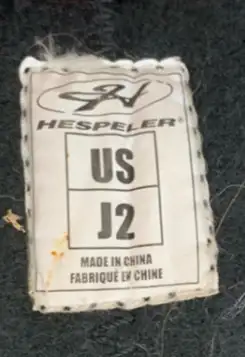 HESPELER®
US
J2
MADE IN CHINA
FABRIQUÉ EN CHINE